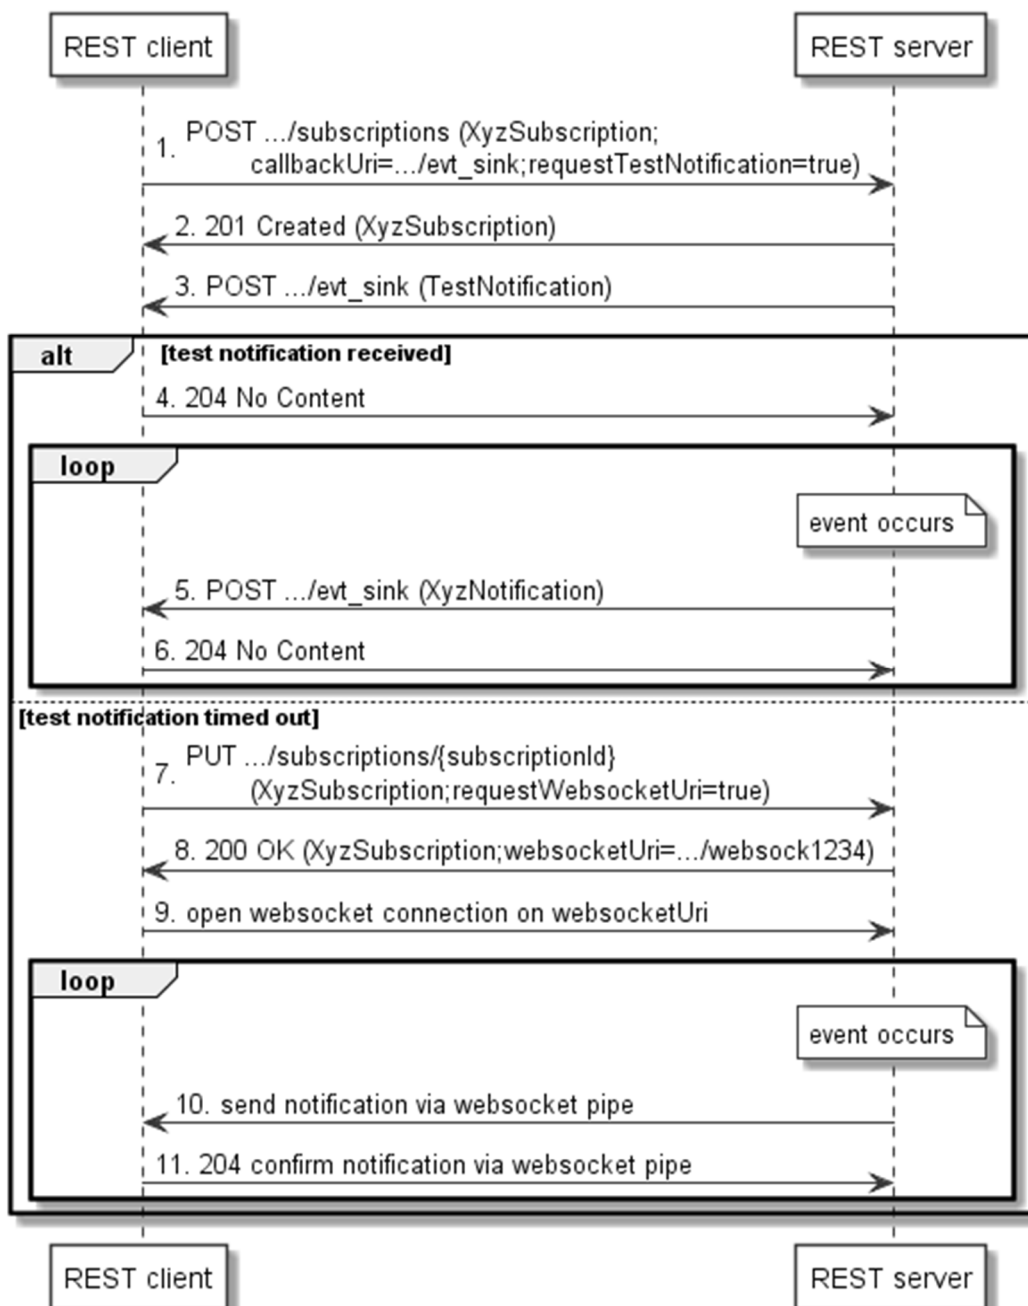 REST client
REST server
1. POST .../subscriptions (XyzSubscription;
callbackUri=.../evt_sink;requestTestNotification=true)
2. 201 Created (XyzSubscription)
3. POST .../evt_sink (TestNotification)
alt
[test notification received]
4. 204 No Content
loop
event occurs
5. POST .../evt_sink (XyzNotification)
6. 204 No Content
[test notification timed out]
7. PUT .../subscriptions/{subscriptionId}
(XyzSubscription;requestWebsocketUri=true)
8. 200 OK (XyzSubscription;websocketUri=.../websock1234)
9. open websocket connection on websocketUri
loop
event occurs
10. send notification via websocket pipe
11. 204 confirm notification via websocket pipe
REST client
REST server